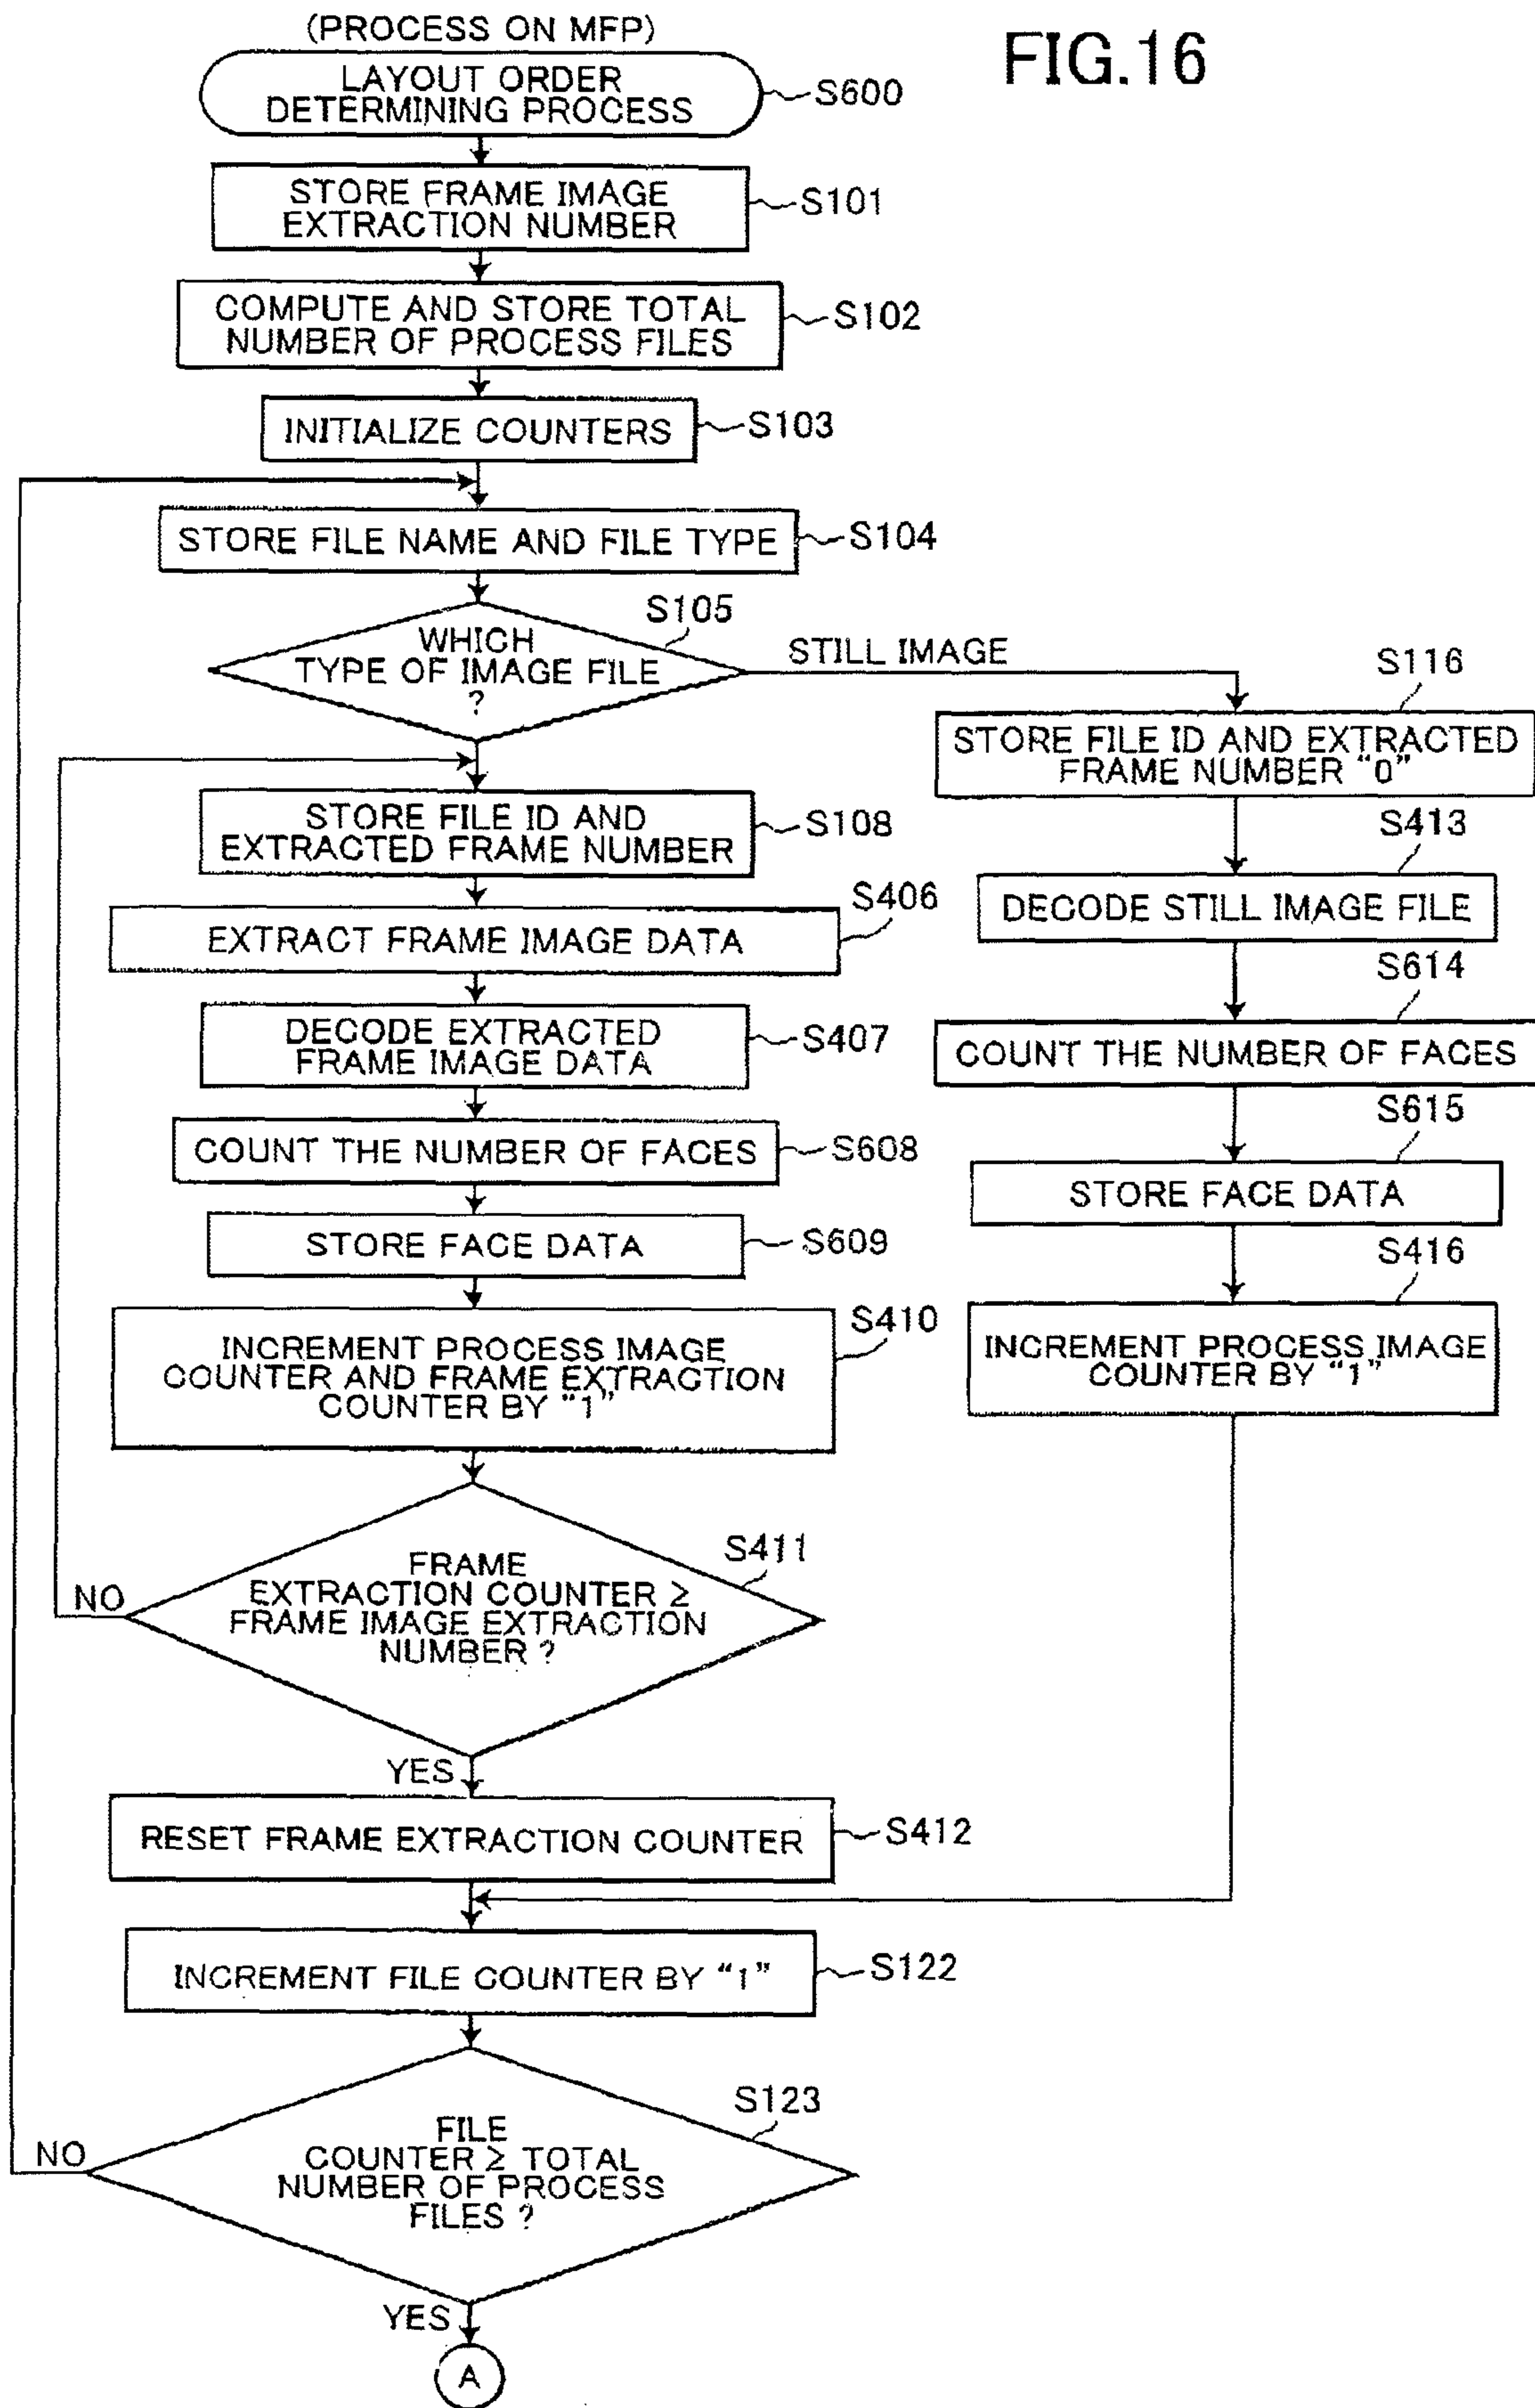 (PROCESS ON MFP)
FIG.16
LAYOUT ORDER
DETERMINING PROCESS
S600
STORE FRAME IMAGE
EXTRACTION NUMBER
S101
COMPUTE AND STORE TOTAL
NUMBER OF PROCESS FILES
S102
INITIALIZE COUNTERS
S103
STORE FILE NAME AND FILE TYPE
S104
S105
WHICH
TYPE OF IMAGE FILE
?
STILL IMAGE
S116
STORE FILE ID AND EXTRACTED
FRAME NUMBER "0"
S413
DECODE STILL IMAGE FILE
S614
COUNT THE NUMBER OF FACES
S615
STORE FACE DATA
S416
INCREMENT PROCESS IMAGE
COUNTER BY "1"
STORE FILE ID AND
EXTRACTED FRAME NUMBER
S108
S406
EXTRACT FRAME IMAGE DATA
DECODE EXTRACTED
FRAME IMAGE DATA
S407
COUNT THE NUMBER OF FACES
S608
STORE FACE DATA
S609
S410
INCREMENT PROCESS IMAGE
COUNTER AND FRAME EXTRACTION
COUNTER BY "1"
S411
FRAME
EXTRACTION COUNTER ≥
FRAME IMAGE EXTRACTION
NUMBER ?
NO
YES
RESET FRAME EXTRACTION COUNTER
S412
INCREMENT FILE COUNTER BY "1"
S122
S123
FILE
COUNTER ≥ TOTAL
NUMBER OF PROCESS
FILES ?
NO
YES
A